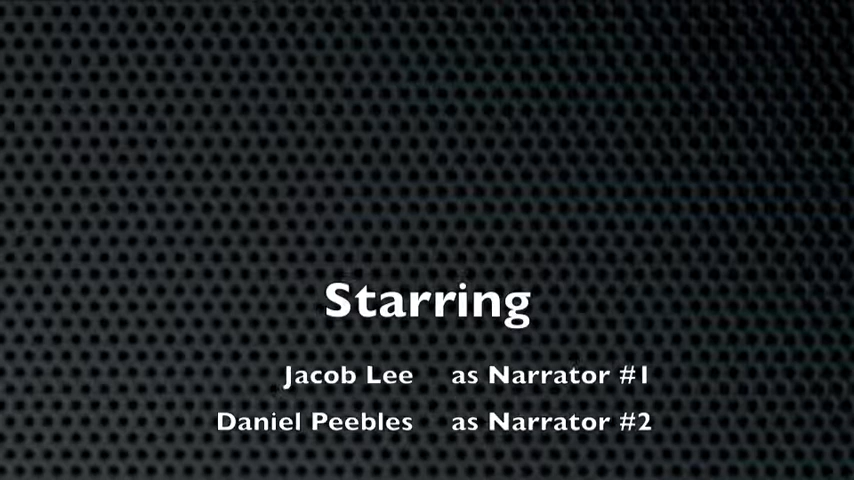 Starring
Jacob Lee as Narrator #1
Daniel Peebles as Narrator #2